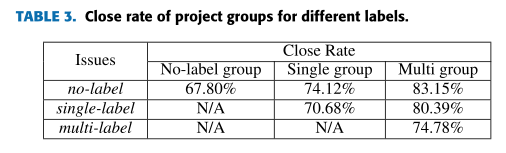 TABLE 3. Close rate of project groups for different labels.
Issues Close Rate
No-label group Single group Multi group
no-label 67.80% 74.12% 83.15%
single-label N/A 70.68% 80.39%
multi-label N/A N/A 74.78%